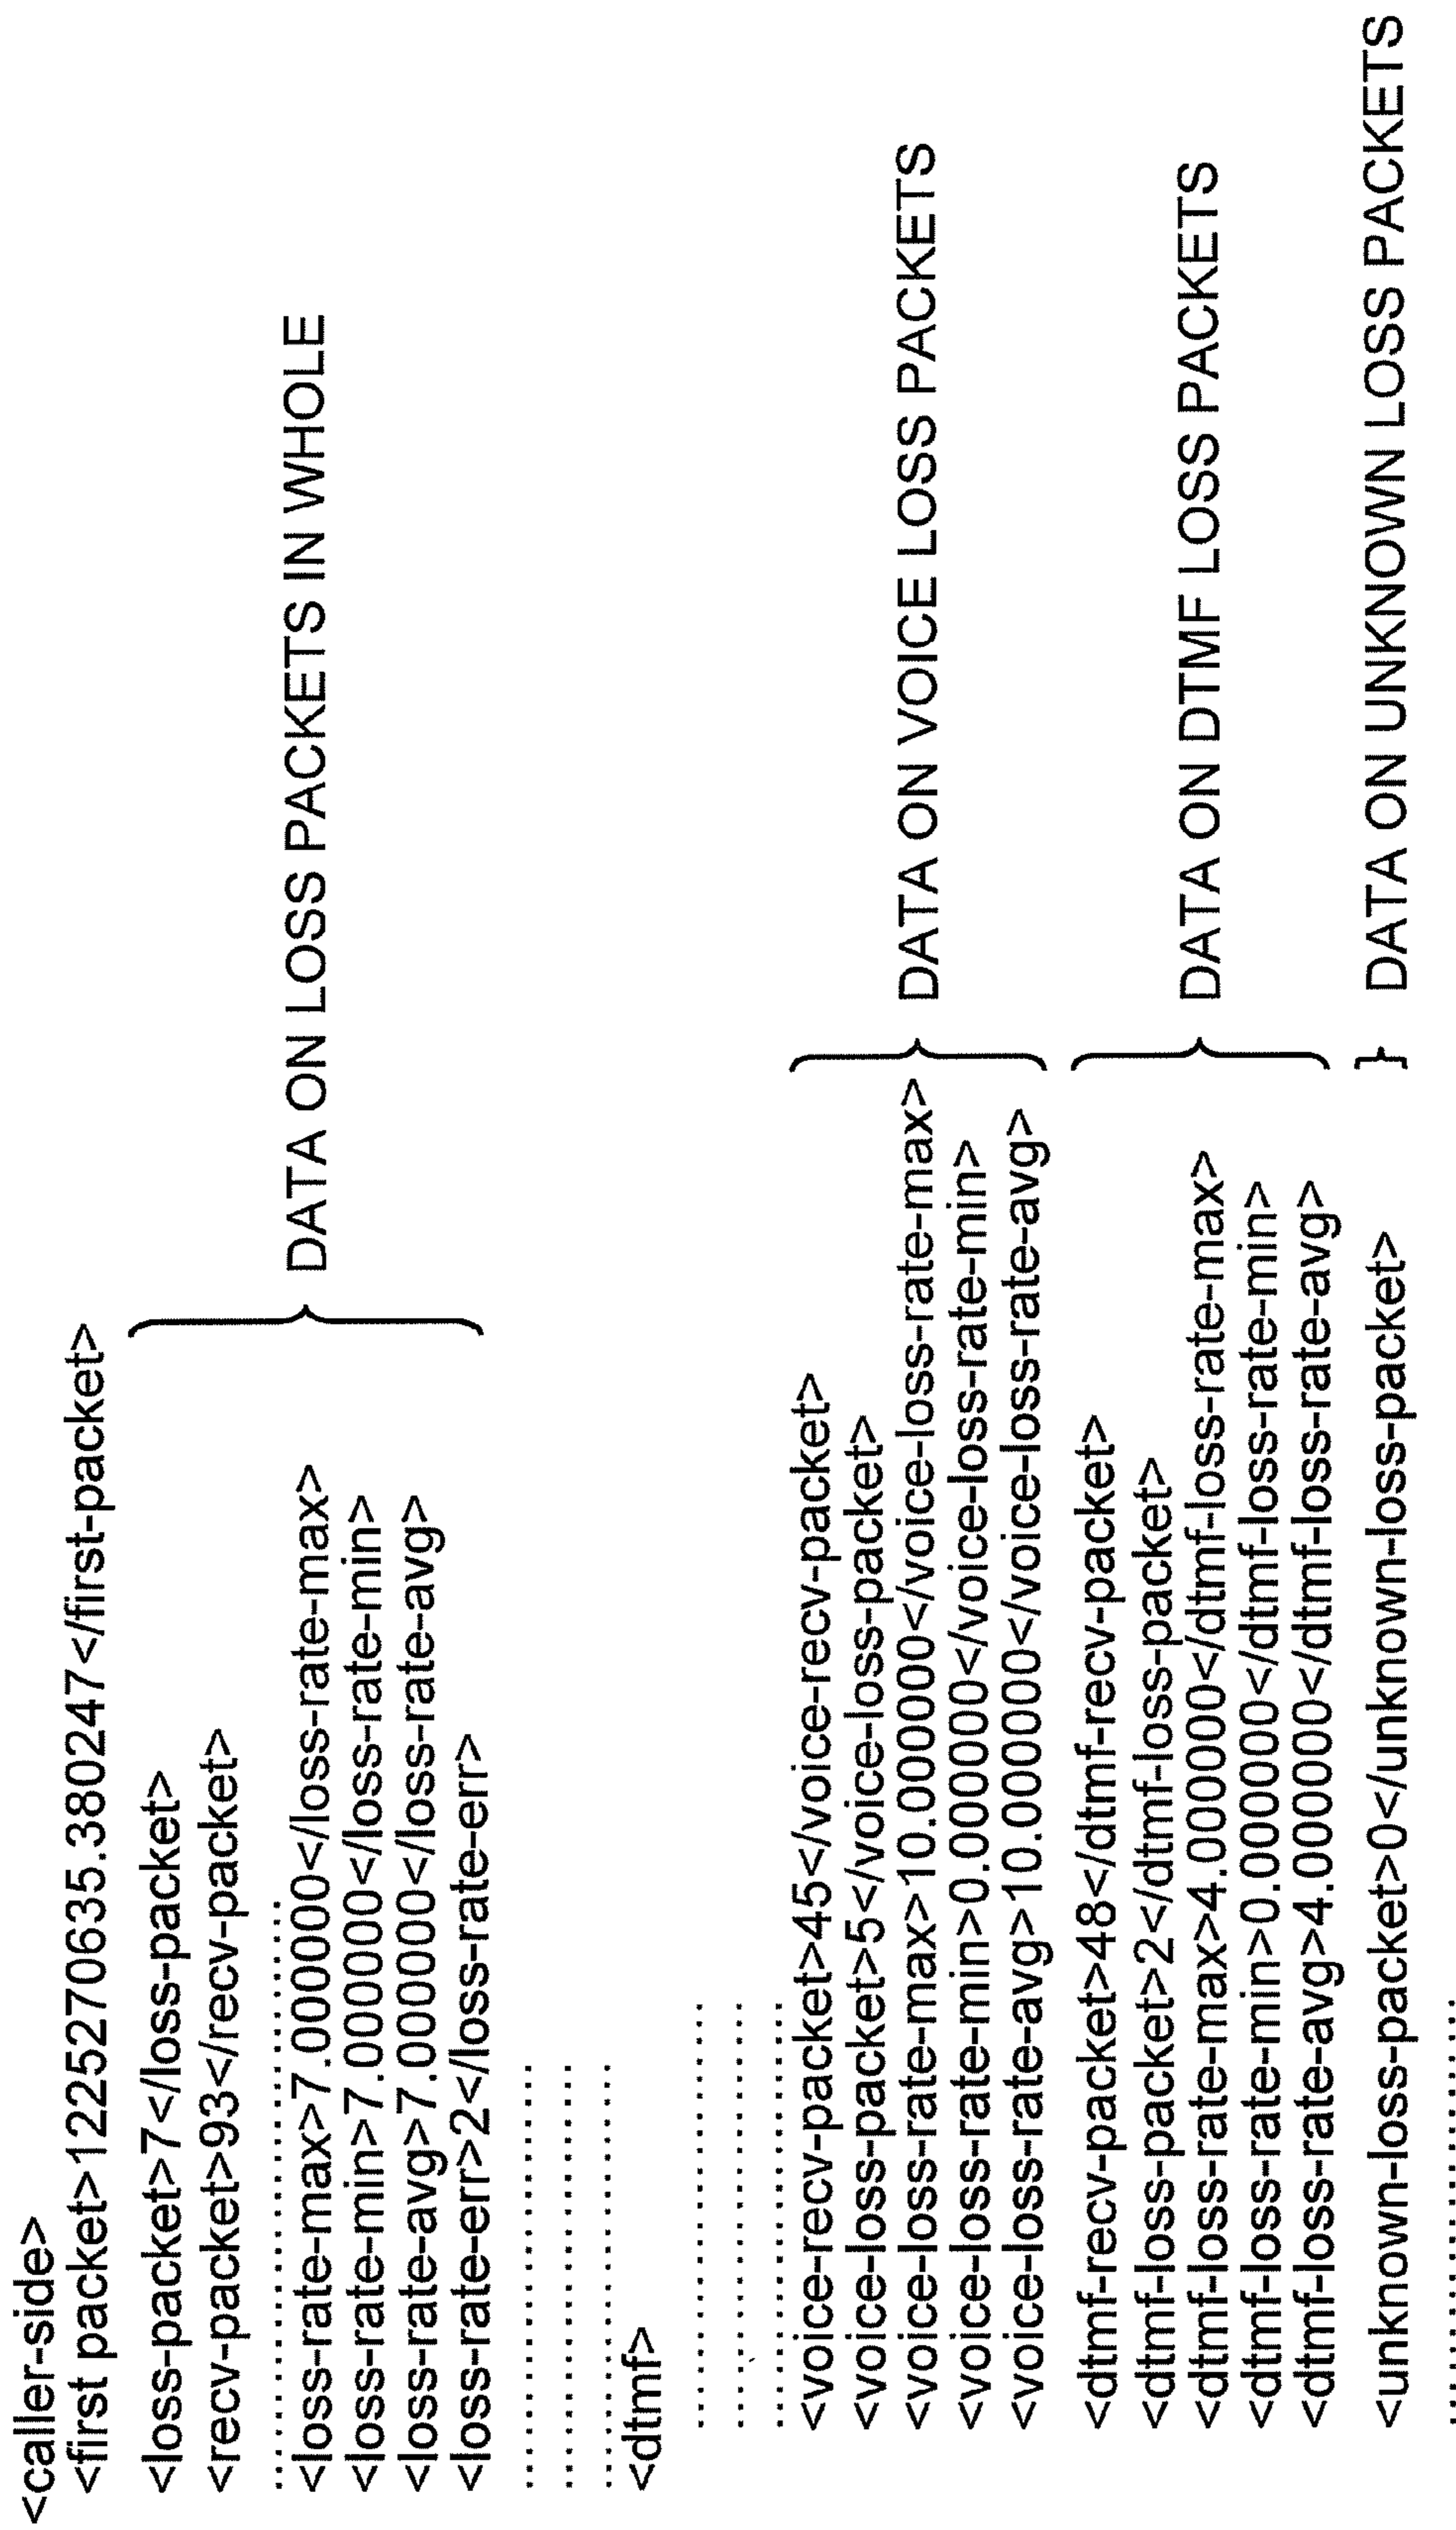 <caller-side>
<first packet>1225270635.380247</first-packet>
<loss-packet>7</loss-packet>
<recv-packet>93</recv-packet>
<loss-rate-max>7.000000</loss-rate-max>
<loss-rate-min>7.000000</loss-rate-min>
<loss-rate-avg>7.000000</loss-rate-avg>
<loss-rate-err>2</loss-rate-err>
DATA ON LOSS PACKETS IN WHOLE
<dtmf>
<voice-recv-packet>45</voice-recv-packet>
<voice-loss-packet>5</voice-loss-packet>
<voice-loss-rate-max>10.000000</voice-loss-rate-max>
<voice-loss-rate-min>0.000000</voice-loss-rate-min>
<voice-loss-rate-avg>10.000000</voice-loss-rate-avg>
DATA ON VOICE LOSS PACKETS
<dtmf-recv-packet>48</dtmf-recv-packet>
<dtmf-loss-packet>2</dtmf-loss-packet>
<dtmf-loss-rate-max>4.000000</dtmf-loss-rate-max>
<dtmf-loss-rate-min>0.000000</dtmf-loss-rate-min>
<dtmf-loss-rate-avg>4.000000</dtmf-loss-rate-avg>
DATA ON DTMF LOSS PACKETS
<unknown-loss-packet>0</unknown-loss-packet>
DATA ON UNKNOWN LOSS PACKETS